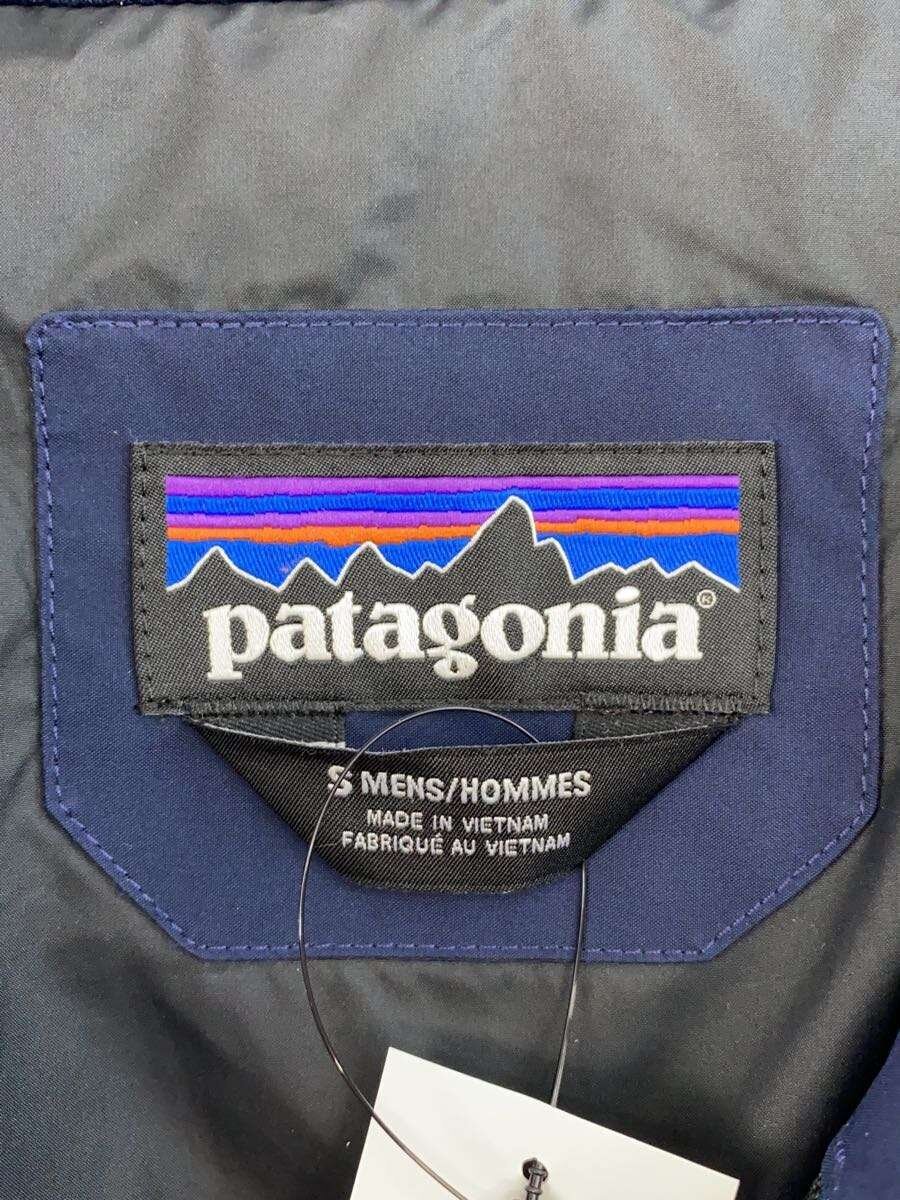 patagonia®
S MENS/HOMMES
MADE IN VIETNAM
FABRIQUÉ AU VIETNAM